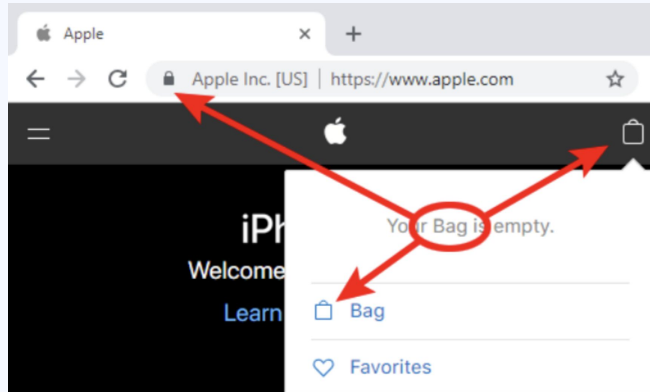 Apple
Apple Inc. [US] | https://www.apple.com
iPh
Your Bag is empty.
Welcome
Learn
Bag
Favorites